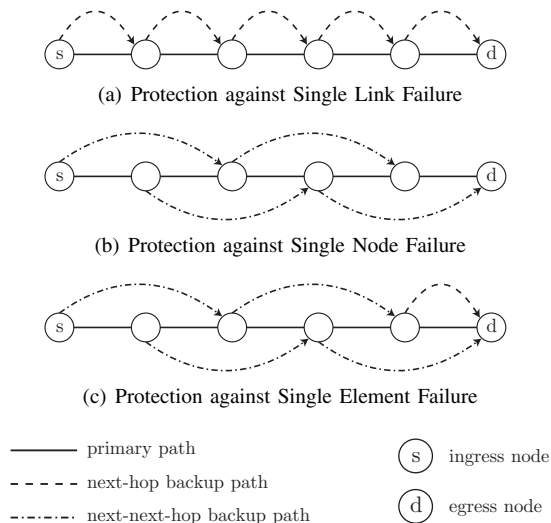 s d
(a) Protection against Single Link Failure
s d
(b) Protection against Single Node Failure
s d
(c) Protection against Single Element Failure
primary path
next-hop backup path
next-next-hop backup path
s ingress node
d egress node